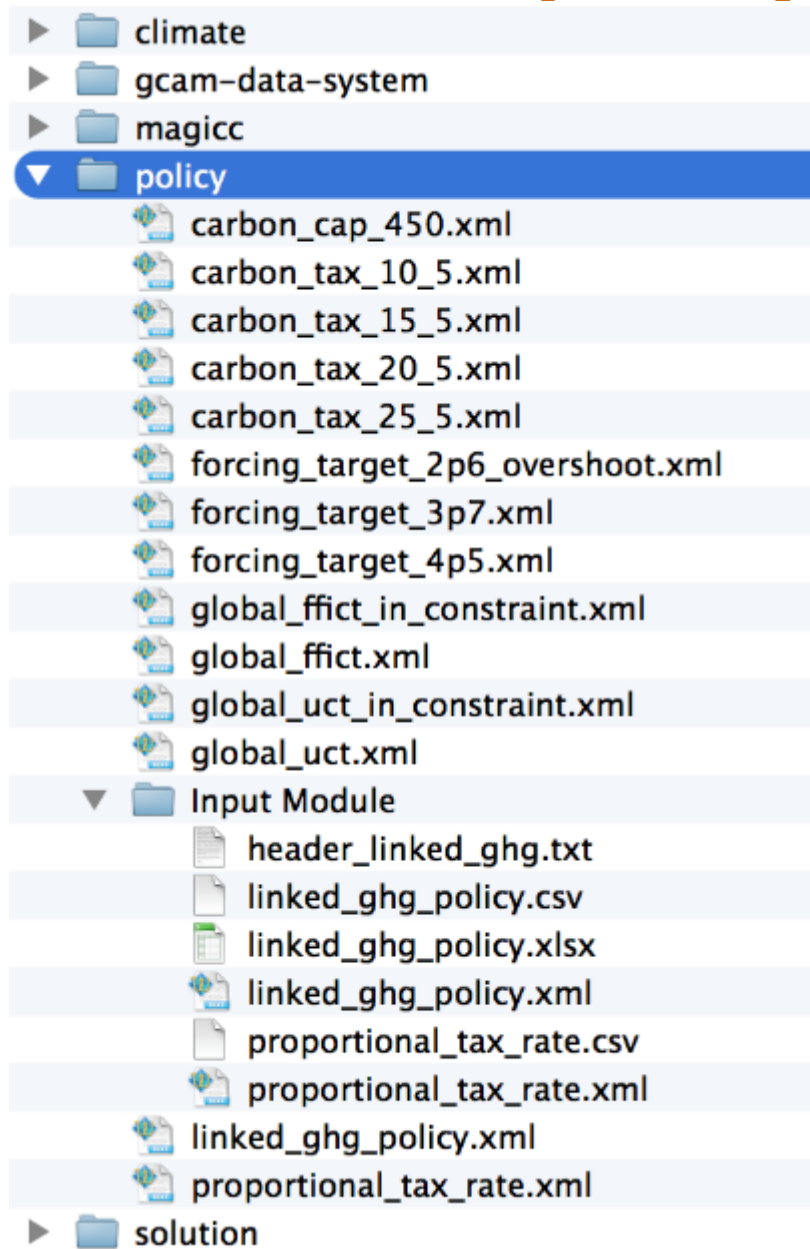 climate
gcam-data-system
magicc
policy
carbon_cap_450.xml
carbon_tax_10_5.xml
carbon_tax_15_5.xml
carbon_tax_20_5.xml
carbon_tax_25_5.xml
forcing_target_2p6_overshoot.xml
forcing_target_3p7.xml
forcing_target_4p5.xml
global_ffict_in_constraint.xml
global_ffict.xml
global_uct_in_constraint.xml
global_uct.xml
Input Module
header_linked_ghg.txt
linked_ghg_policy.csv
linked_ghg_policy.xlsx
linked_ghg_policy.xml
proportional_tax_rate.csv
proportional_tax_rate.xml
linked_ghg_policy.xml
proportional_tax_rate.xml
solution